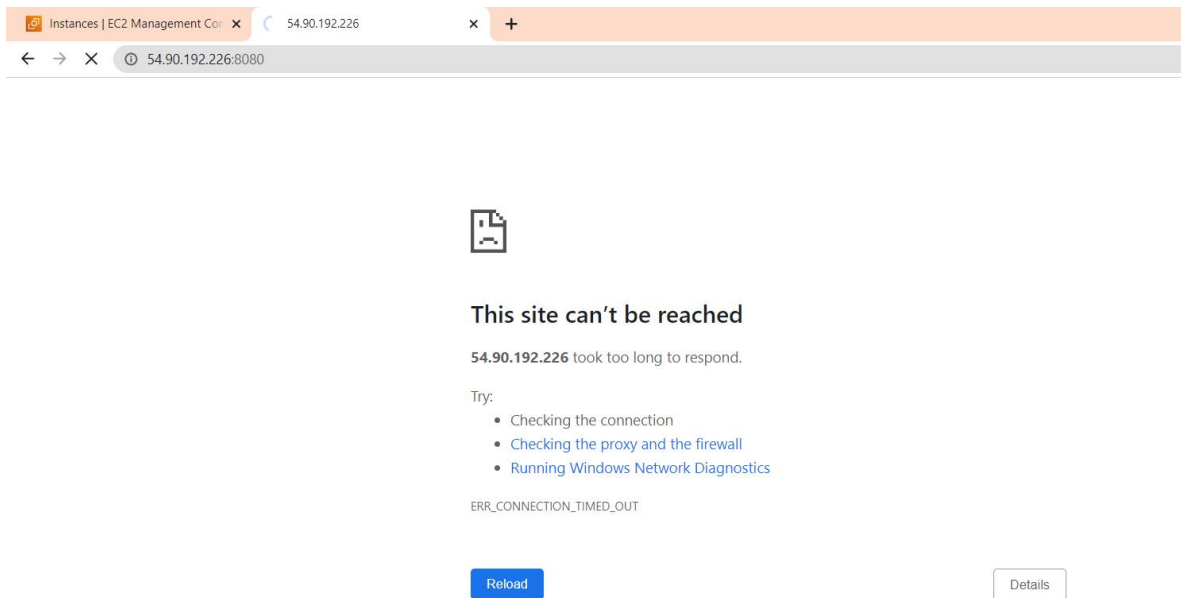 Instances | EC2 Management Con
54.90.192.226
54.90.192.226:8080
This site can't be reached
54.90.192.226 took too long to respond.
Try:
• Checking the connection
• Checking the proxy and the firewall
• Running Windows Network Diagnostics
ERR_CONNECTION_TIMED_OUT
Reload
Details